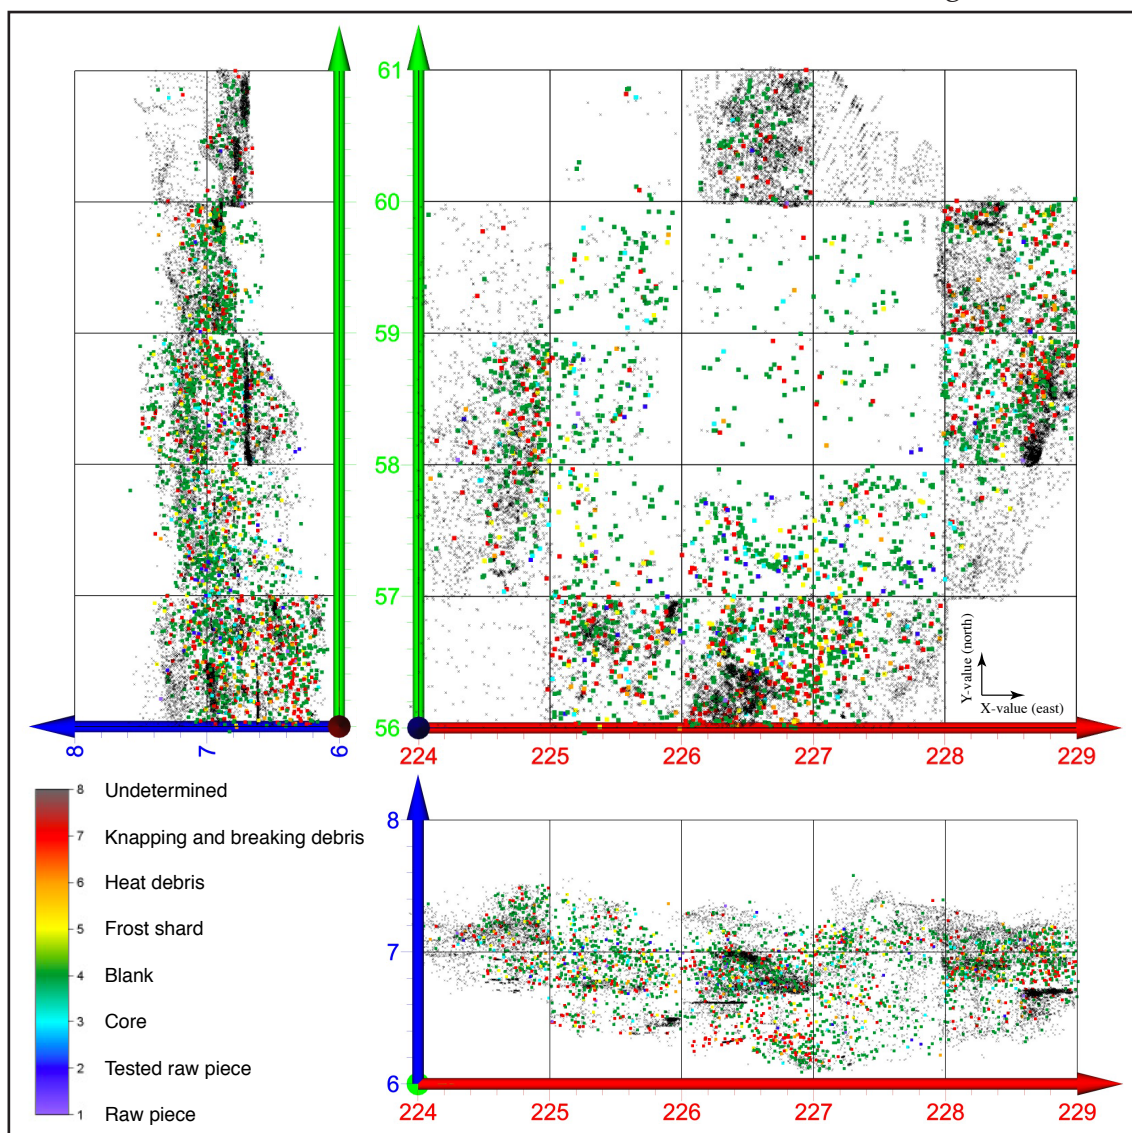 61
60
59
58
57
56
8
7
6
224
225
226
227
228
229
Y-value (north)
X-value (east)
8 Undetermined
7 Knapping and breaking debris
6 Heat debris
5 Frost shard
4 Blank
3 Core
2 Tested raw piece
1 Raw piece
8
7
6
224
225
226
227
228
229